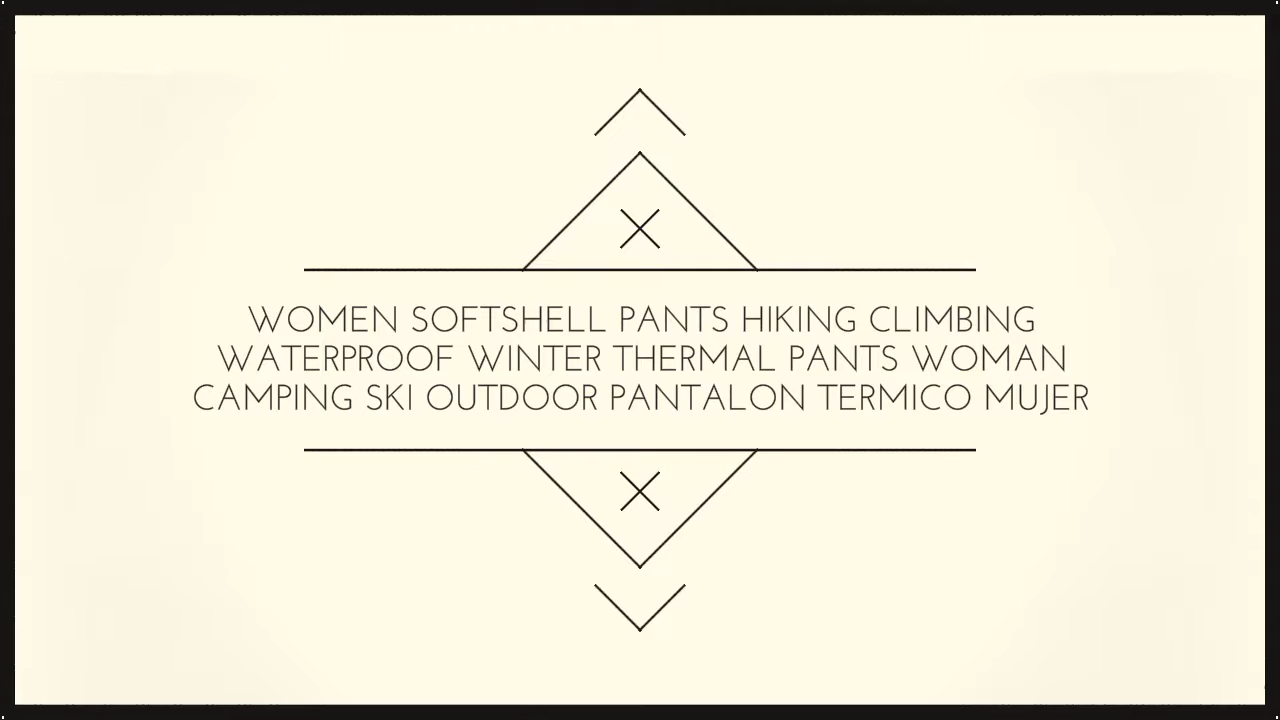 WOMEN SOFTSHELL PANTS HIKING CLIMBING
WATERPROOF WINTER THERMAL PANTS WOMAN
CAMPING SKI OUTDOOR PANTALON TERMICO MUJER